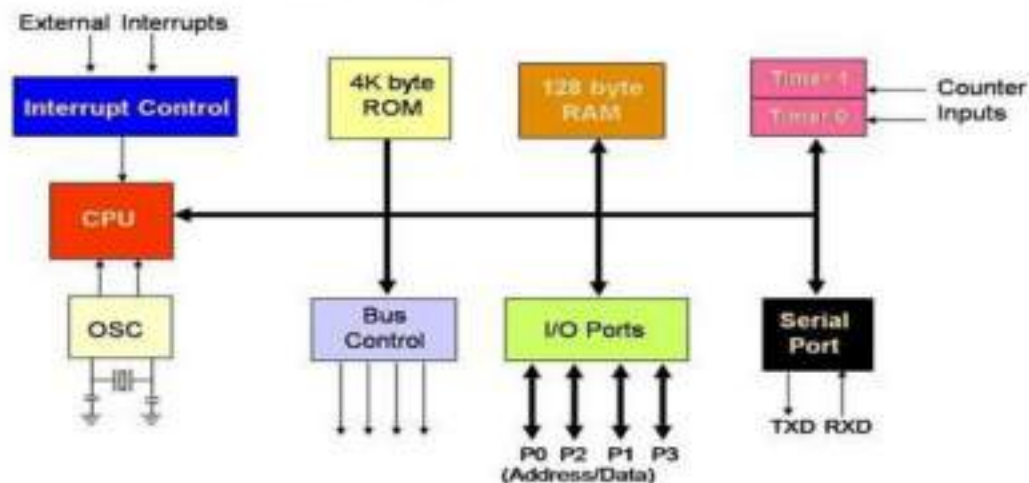 External Interrupts
Interrupt Control
4K byte
ROM
128 byte
RAM
Timer 1
Timer 0
Counter
Inputs
CPU
OSC
Bus
Control
I/O Ports
Serial
Port
TXD RXD
P0 P2 P1 P3
(Address/Data)